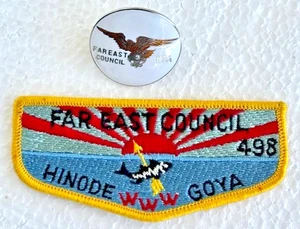 FAR EAST
COUNCIL
FAR EAST COUNCIL
498
HINODE GOYA
WWW